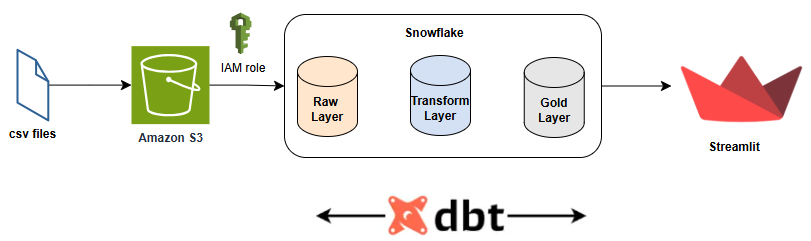 Snowflake
IAM role
Raw
Layer
Transform
Layer
Gold
Layer
csv files
Amazon S3
Streamlit
dbt